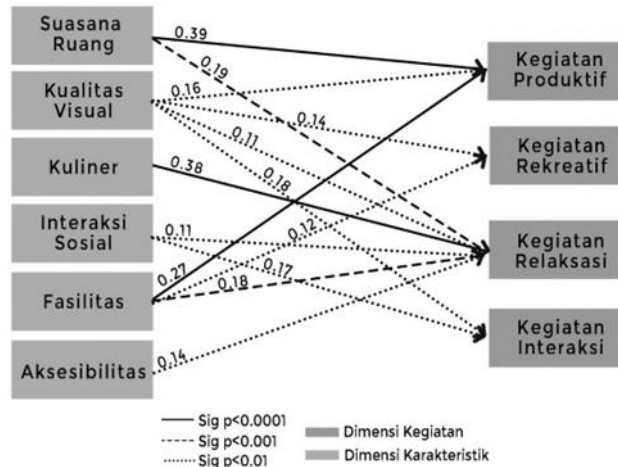 Suasana
Ruang
Kualitas
Visual
Kuliner
Interaksi
Sosial
Fasilitas
Aksesibilitas
0.39
0.19
0.16
0.14
0.11
0.18
0.38
0.11
0.17
0.27
0.12
0.18
0.14
Kegiatan
Produktif
Kegiatan
Rekreatif
Kegiatan
Relaksasi
Kegiatan
Interaksi
Sig p<0.0001
Sig p<0.001
Sig p<0.01
Dimensi Kegiatan
Dimensi Karakteristik